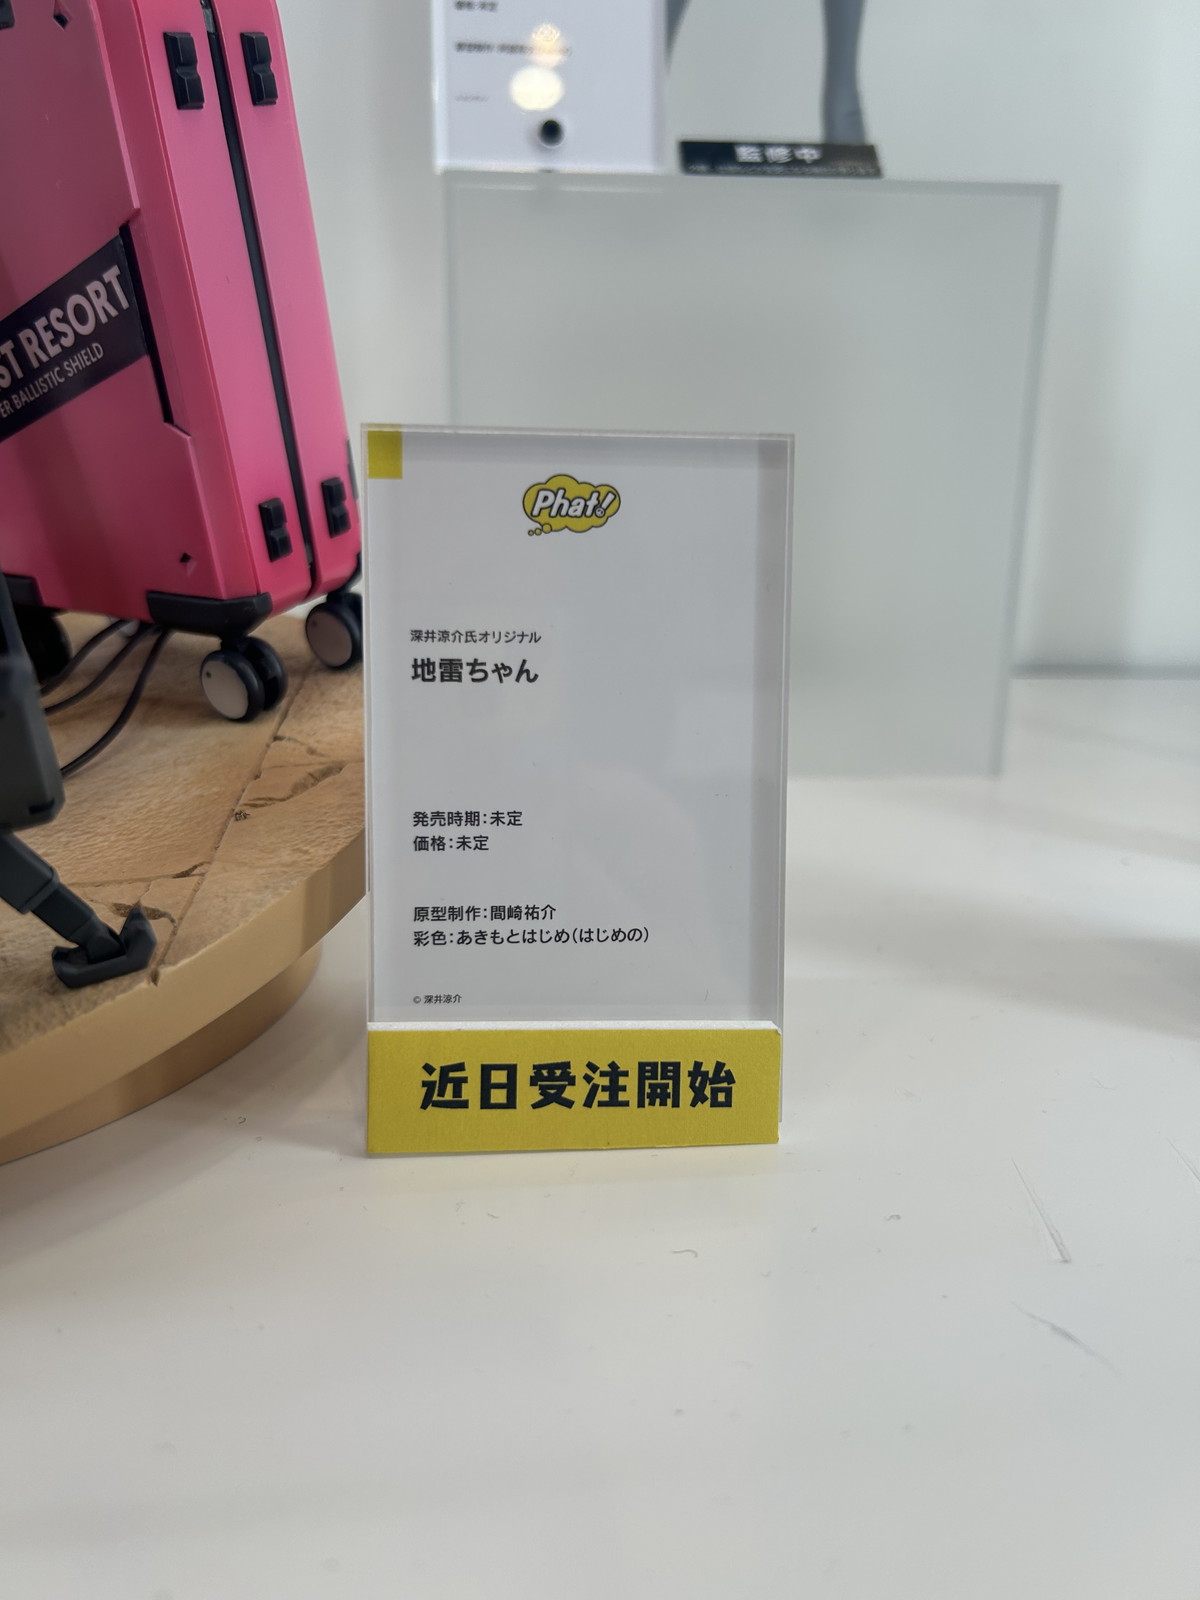 監修中
ST RESORT
ER BALLISTIC SHIELD
Phat!
深井涼介氏オリジナル
地雷ちゃん
発売時期：未定
価格：未定
原型制作：間崎祐介
彩色：あきもとはじめ（はじめの）
© 深井涼介
近日受注開始